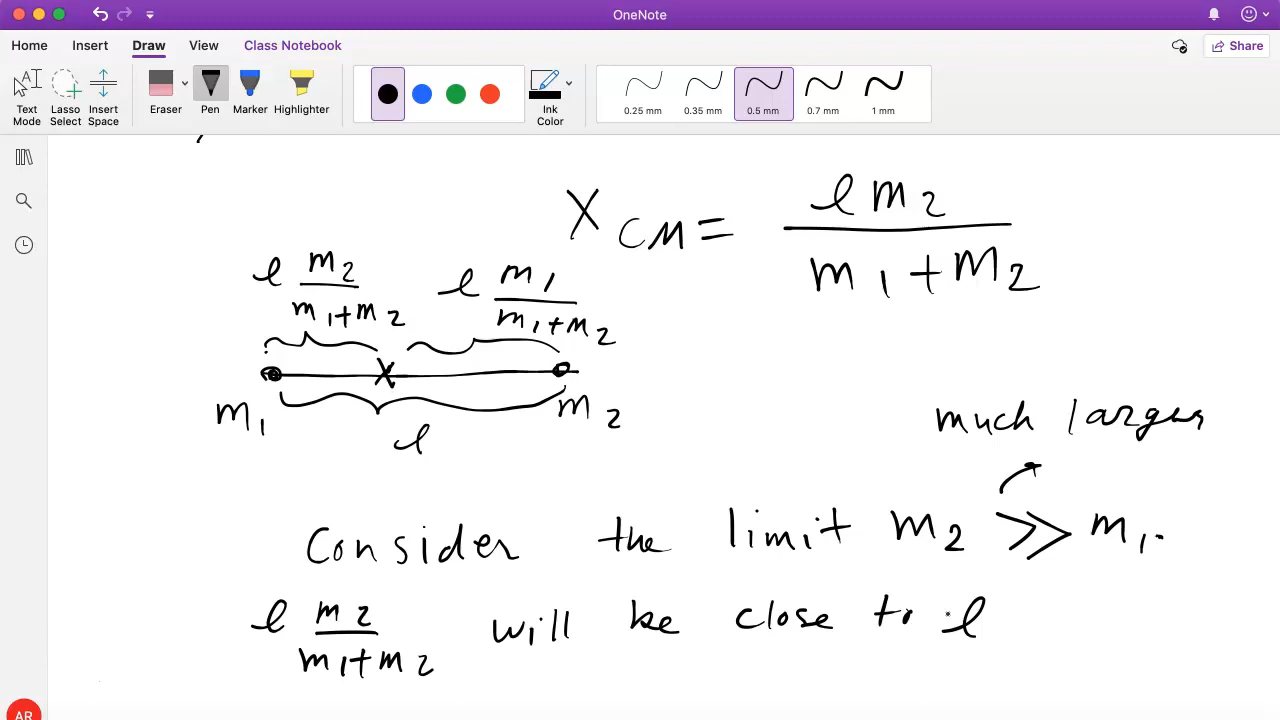 OneNote
Home Insert Draw View Class Notebook Share
Text Mode Lasso Select Insert Space Eraser Pen Marker Highlighter Ink Color 0.25 mm 0.35 mm 0.5 mm 0.7 mm 1 mm
X CM = l m2 / m1+m2
l m2 / m1+m2 l m1 / m1+m2
m1 m2
l
much larger
Consider the limit m2 >> m1.
l m2 / m1+m2 will be close to l
AR